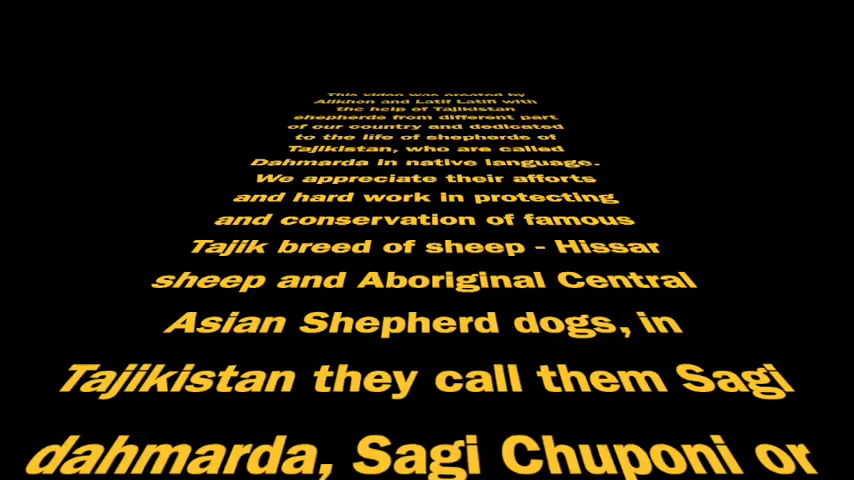 This video was created by
Alikhon and Latif Latifi with
the help of Tajikistan
shepherds from different part
of our country and dedicated
to the life of shepherds of
Tajikistan, who are called
Dahmarda in native language.
We appreciate their afforts
and hard work in protecting
and conservation of famous
Tajik breed of sheep - Hissar
sheep and Aboriginal Central
Asian Shepherd dogs, in
Tajikistan they call them Sagi
dahmarda, Sagi Chuponi or